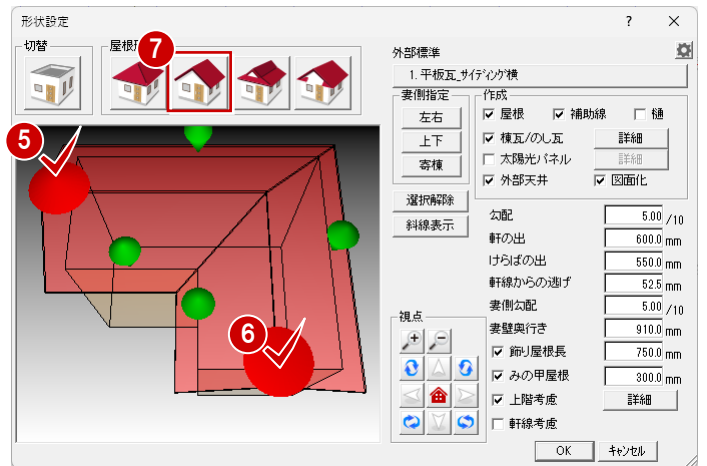 形状設定
? ×
切替
屋根形
7
5
6
外部標準
1. 平板瓦_サイディング横
妻側指定
左右
上下
寄棟
選択解除
斜線表示
作成
屋根
補助線
樋
棟瓦/のし瓦
詳細
太陽光パネル
詳細
外部天井
図面化
勾配 5.00 /10
軒の出 600.0 mm
けらばの出 550.0 mm
軒線からの逃げ 52.5 mm
妻側勾配 5.00 /10
妻壁奥行き 910.0 mm
飾り屋根長 750.0 mm
みの甲屋根 300.0 mm
上階考慮 詳細
軒線考慮
視点
OK キャンセル